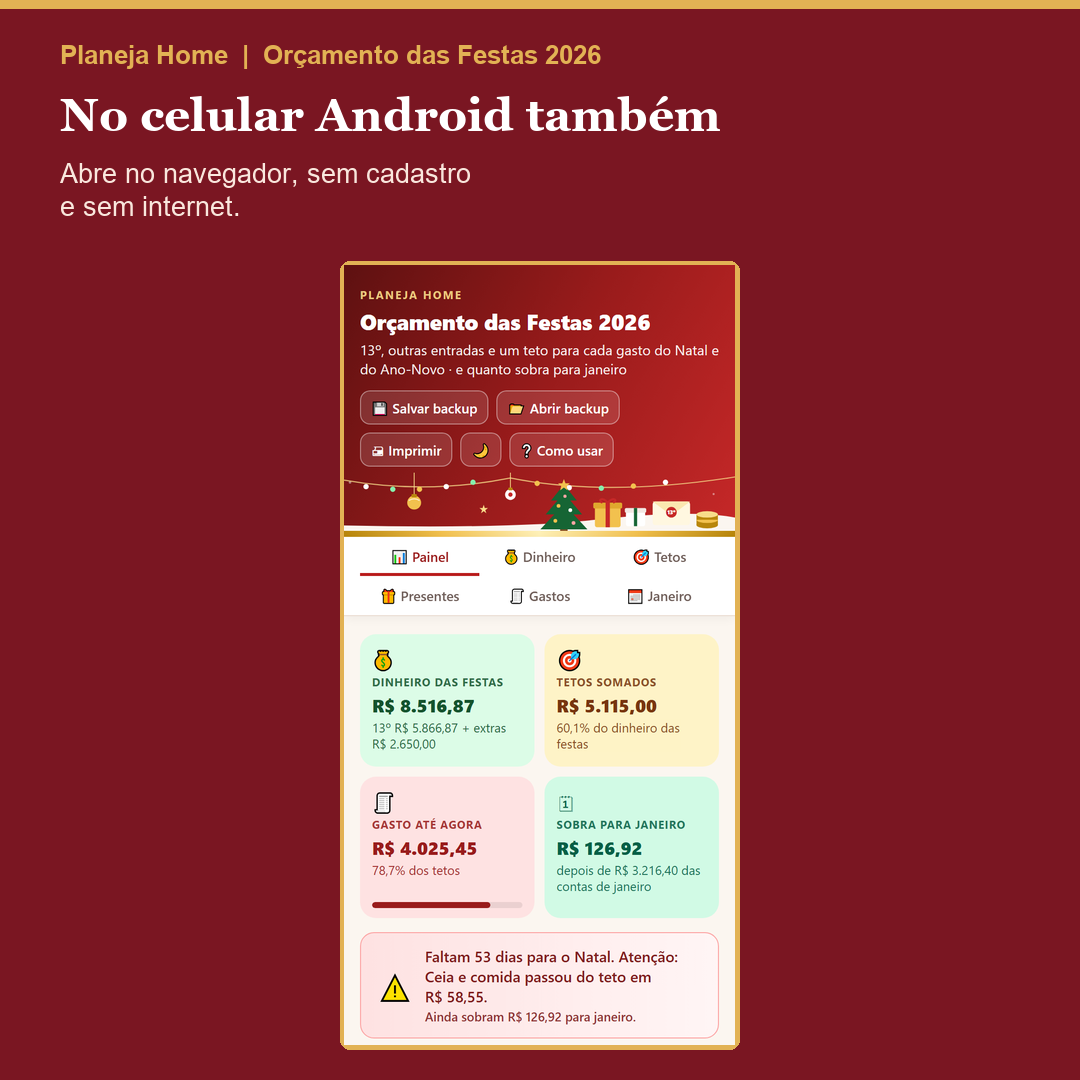 Planeja Home | Orçamento das Festas 2026
No celular Android também
Abre no navegador, sem cadastro
e sem internet.
PLANEJA HOME
Orçamento das Festas 2026
13º, outras entradas e um teto para cada gasto do Natal e
do Ano-Novo · e quanto sobra para janeiro
Salvar backup
Abrir backup
Imprimir
Como usar
13º
Painel
Dinheiro
Tetos
Presentes
Gastos
Janeiro
DINHEIRO DAS FESTAS
R$ 8.516,87
13º R$ 5.866,87 + extras
R$ 2.650,00
TETOS SOMADOS
R$ 5.115,00
60,1% do dinheiro das
festas
GASTO ATÉ AGORA
R$ 4.025,45
78,7% dos tetos
SOBRA PARA JANEIRO
R$ 126,92
depois de R$ 3.216,40 das
contas de janeiro
Faltam 53 dias para o Natal. Atenção:
Ceia e comida passou do teto em
R$ 58,55.
Ainda sobram R$ 126,92 para janeiro.